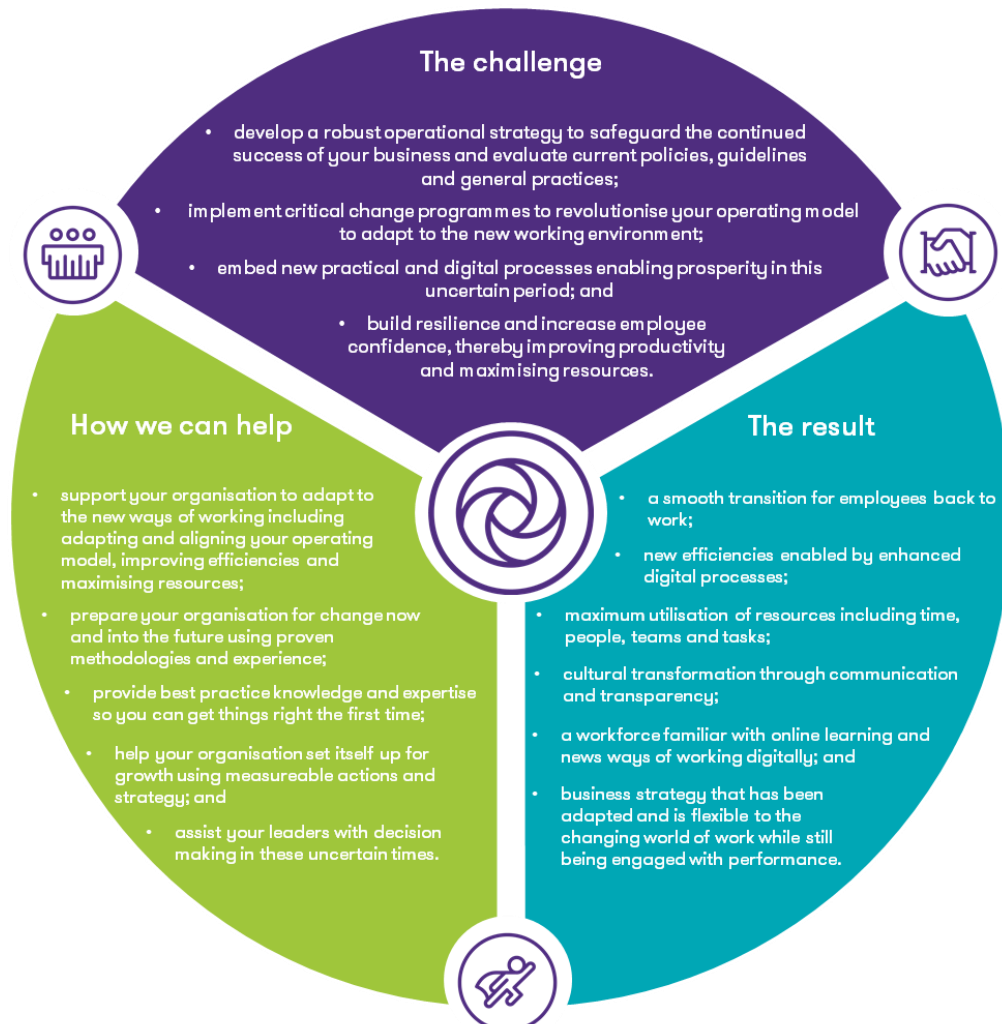 The challenge
• develop a robust operational strategy to safeguard the continued
success of your business and evaluate current policies, guidelines
and general practices;
• implement critical change programmes to revolutionise your operating model
to adapt to the new working environment;
• embed new practical and digital processes enabling prosperity in this
uncertain period; and
• build resilience and increase employee
confidence, thereby improving productivity
and maximising resources.
How we can help
• support your organisation to adapt to
the new ways of working including
adapting and aligning your operating
model, improving efficiencies and
maximising resources;
• prepare your organisation for change now
and into the future using proven
methodologies and experience;
• provide best practice knowledge and expertise
so you can get things right the first time;
• help your organisation set itself up for
growth using measureable actions and
strategy; and
• assist your leaders with decision
making in these uncertain times.
The result
• a smooth transition for employees back to
work;
• new efficiencies enabled by enhanced
digital processes;
• maximum utilisation of resources including time,
people, teams and tasks;
• cultural transformation through communication
and transparency;
• a workforce familiar with online learning and
news ways of working digitally; and
• business strategy that has been
adapted and is flexible to the
changing world of work while still
being engaged with performance.